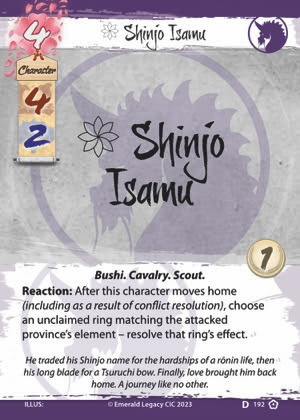 4
Shinjo Isamu
Character
4
2
Shinjo
Isamu
1
Bushi. Cavalry. Scout.
Reaction: After this character moves home
(including as a result of conflict resolution), choose
an unclaimed ring matching the attacked
province's element – resolve that ring's effect.
He traded his Shinjo name for the hardships of a rōnin life, then
his long blade for a Tsuruchi bow. Finally, love brought him back
home. A journey like no other.
ILLUS: © Emerald Legacy CIC 2023 D 192